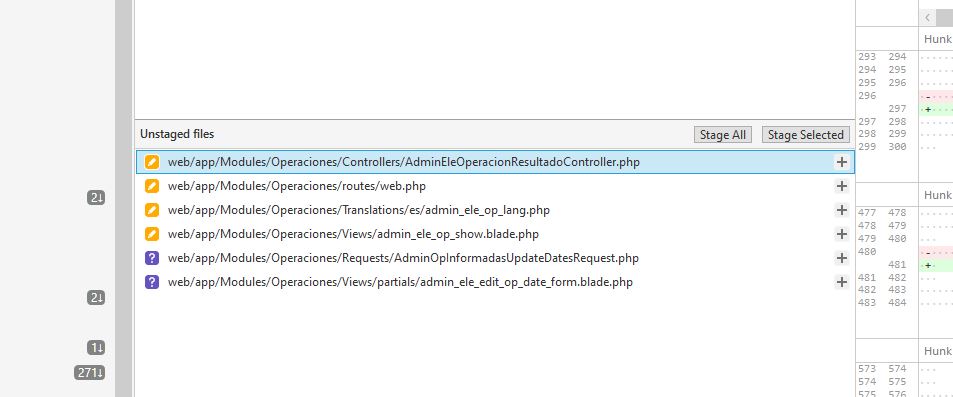 Hunk
293 294
294 295
295 296
296 -
297 +
297 298
298 299
299 300
Unstaged files Stage All Stage Selected
web/app/Modules/Operaciones/Controllers/AdminEleOperacionResultadoController.php
web/app/Modules/Operaciones/routes/web.php
web/app/Modules/Operaciones/Translations/es/admin_ele_op_lang.php
web/app/Modules/Operaciones/Views/admin_ele_op_show.blade.php
web/app/Modules/Operaciones/Requests/AdminOpInformadasUpdateDatesRequest.php
web/app/Modules/Operaciones/Views/partials/admin_ele_edit_op_date_form.blade.php
2↓
2↓
1↓
271↓
Hunk
477 478
478 479
479 480
480 -
481 +
481 482
482 483
483 484
Hunk
573 574
574 575
575 576